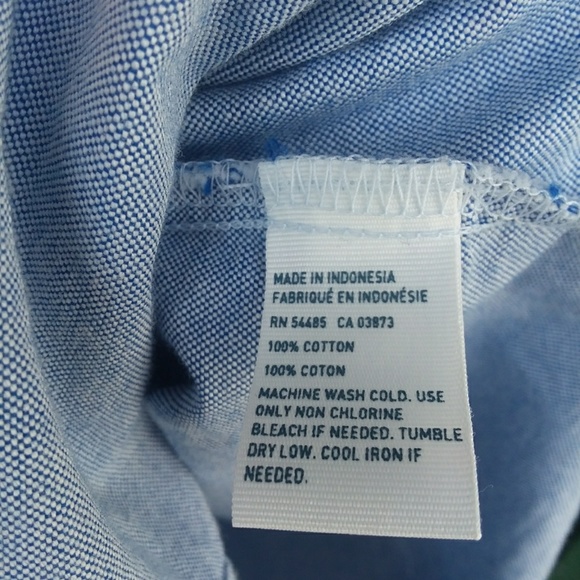 MADE IN INDONESIA
FABRIQUÉ EN INDONÉSIE
RN 54485 CA 03873
100% COTTON
100% COTON
MACHINE WASH COLD. USE
ONLY NON CHLORINE
BLEACH IF NEEDED. TUMBLE
DRY LOW. COOL IRON IF
NEEDED.